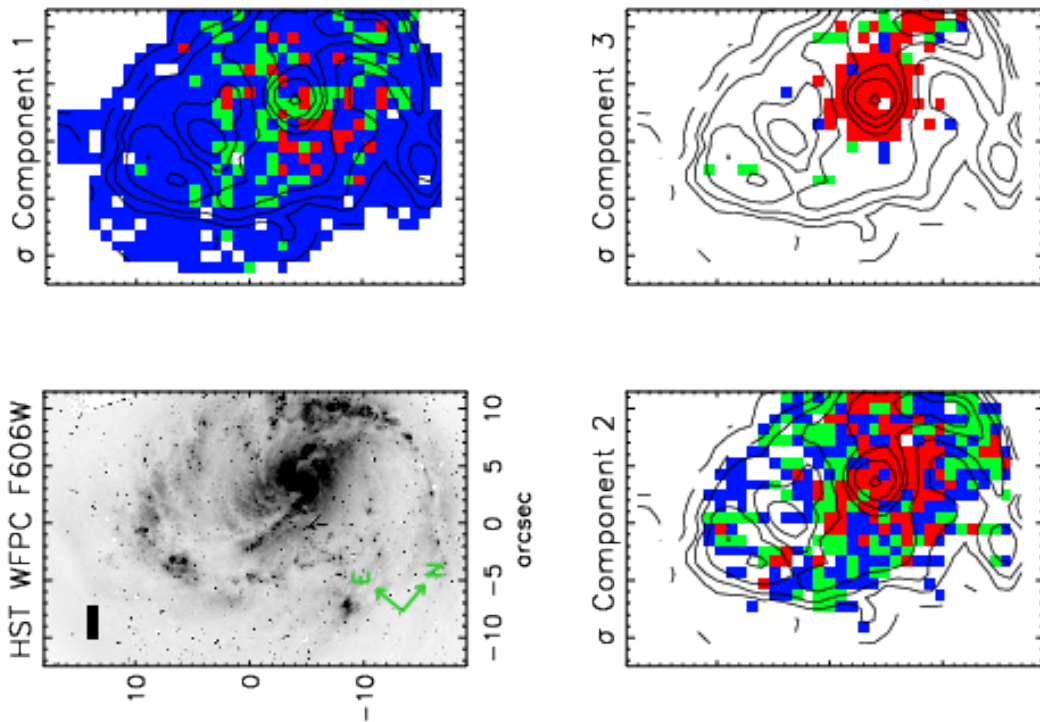 σ Component 1
σ Component 3
HST WFPC F606W
10
0
-10
-10
-5
0
5
10
arcsec
E
N
σ Component 2